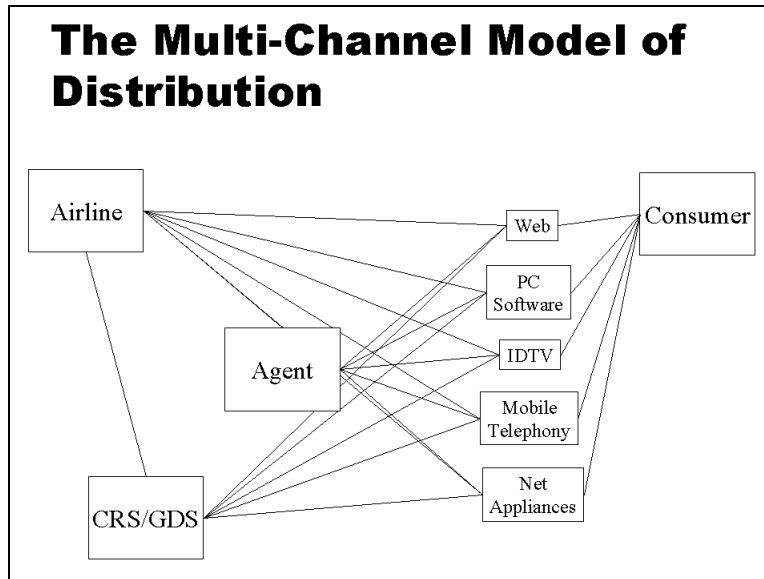 The Multi-Channel Model of
Distribution
Airline
Web
Consumer
PC
Software
Agent
IDTV
Mobile
Telephony
Net
Appliances
CRS/GDS